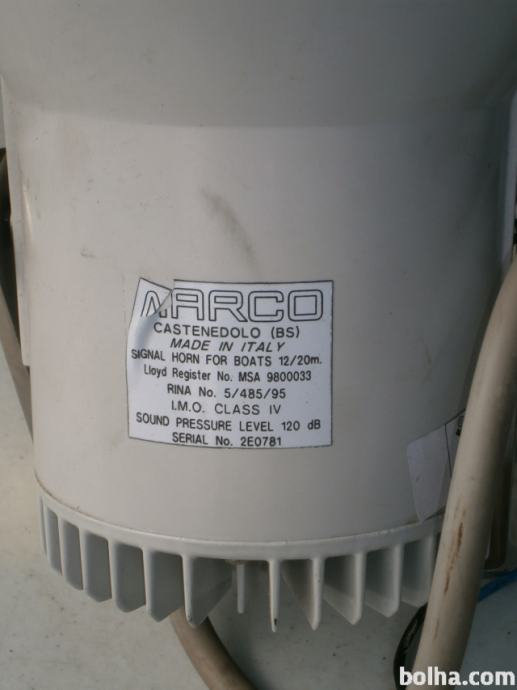 MARCO
CASTENEDOLO (BS)
MADE IN ITALY
SIGNAL HORN FOR BOATS 12/20m.
Lloyd Register No. MSA 9800033
RINA No. 5/485/95
I.M.O. CLASS IV
SOUND PRESSURE LEVEL 120 dB
SERIAL No. 2E0781
bolha.com